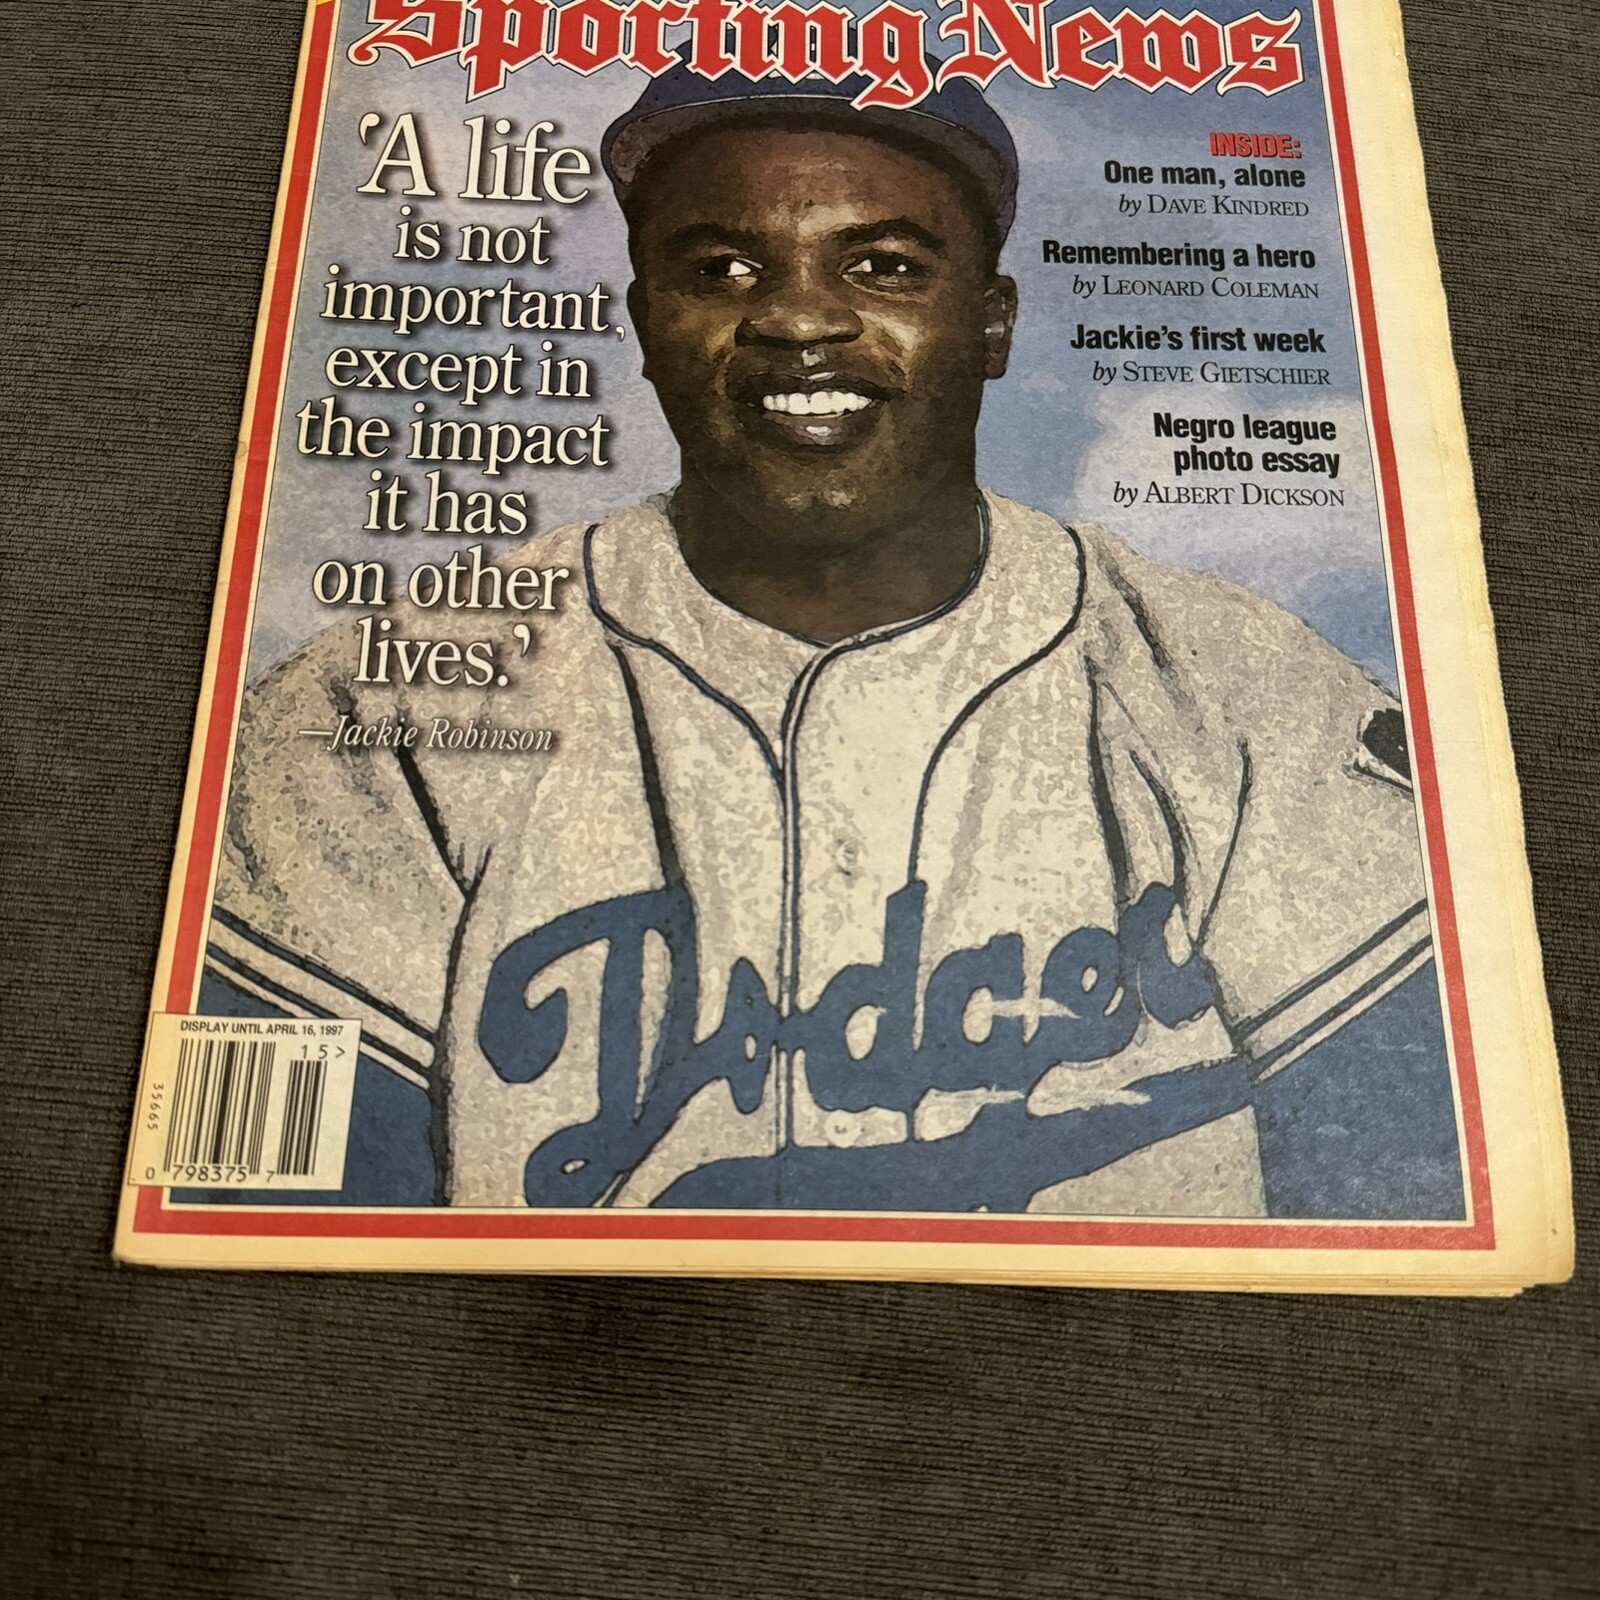 Sporting News
'A life
is not
important,
except in
the impact
it has
on other
lives.'
—Jackie Robinson
INSIDE:
One man, alone
by DAVE KINDRED
Remembering a hero
by LEONARD COLEMAN
Jackie's first week
by STEVE GIETSCHIER
Negro league
photo essay
by ALBERT DICKSON
Dodgers
DISPLAY UNTIL APRIL 16, 1997
15>
35665
0 798375 7